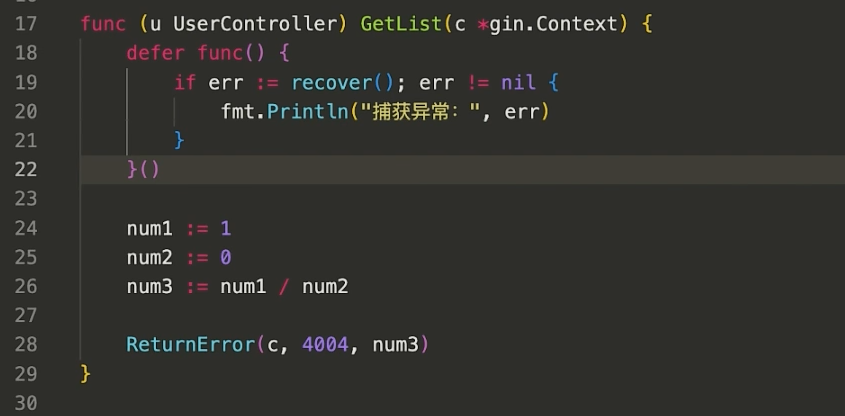 17 func (u UserController) GetList(c *gin.Context) {
18 defer func() {
19 if err := recover(); err != nil {
20 fmt.Println("捕获异常：", err)
21 }
22 }()
23
24 num1 := 1
25 num2 := 0
26 num3 := num1 / num2
27
28 ReturnError(c, 4004, num3)
29 }
30